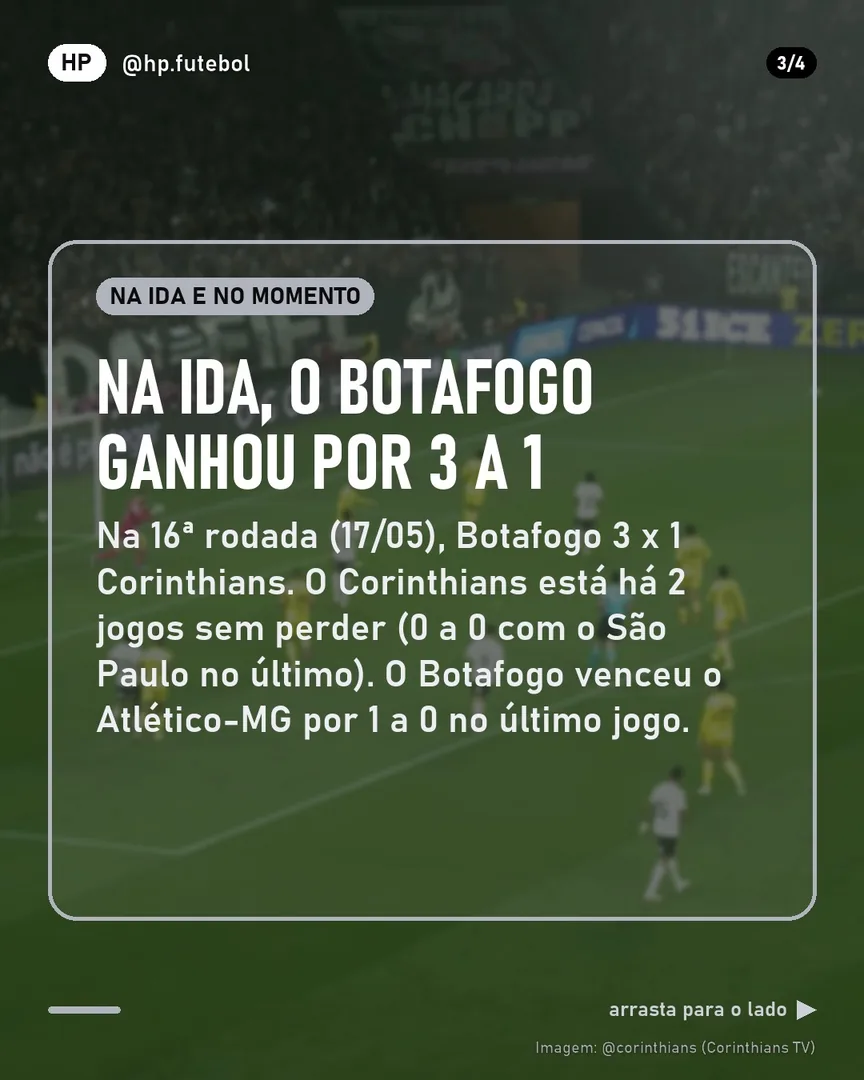 HP @hp.futebol
3/4
NA IDA E NO MOMENTO
NA IDA, O BOTAFOGO
GANHOU POR 3 A 1
Na 16ª rodada (17/05), Botafogo 3 x 1
Corinthians. O Corinthians está há 2
jogos sem perder (0 a 0 com o São
Paulo no último). O Botafogo venceu o
Atlético-MG por 1 a 0 no último jogo.
arrasta para o lado ▶
Imagem: @corinthians (Corinthians TV)